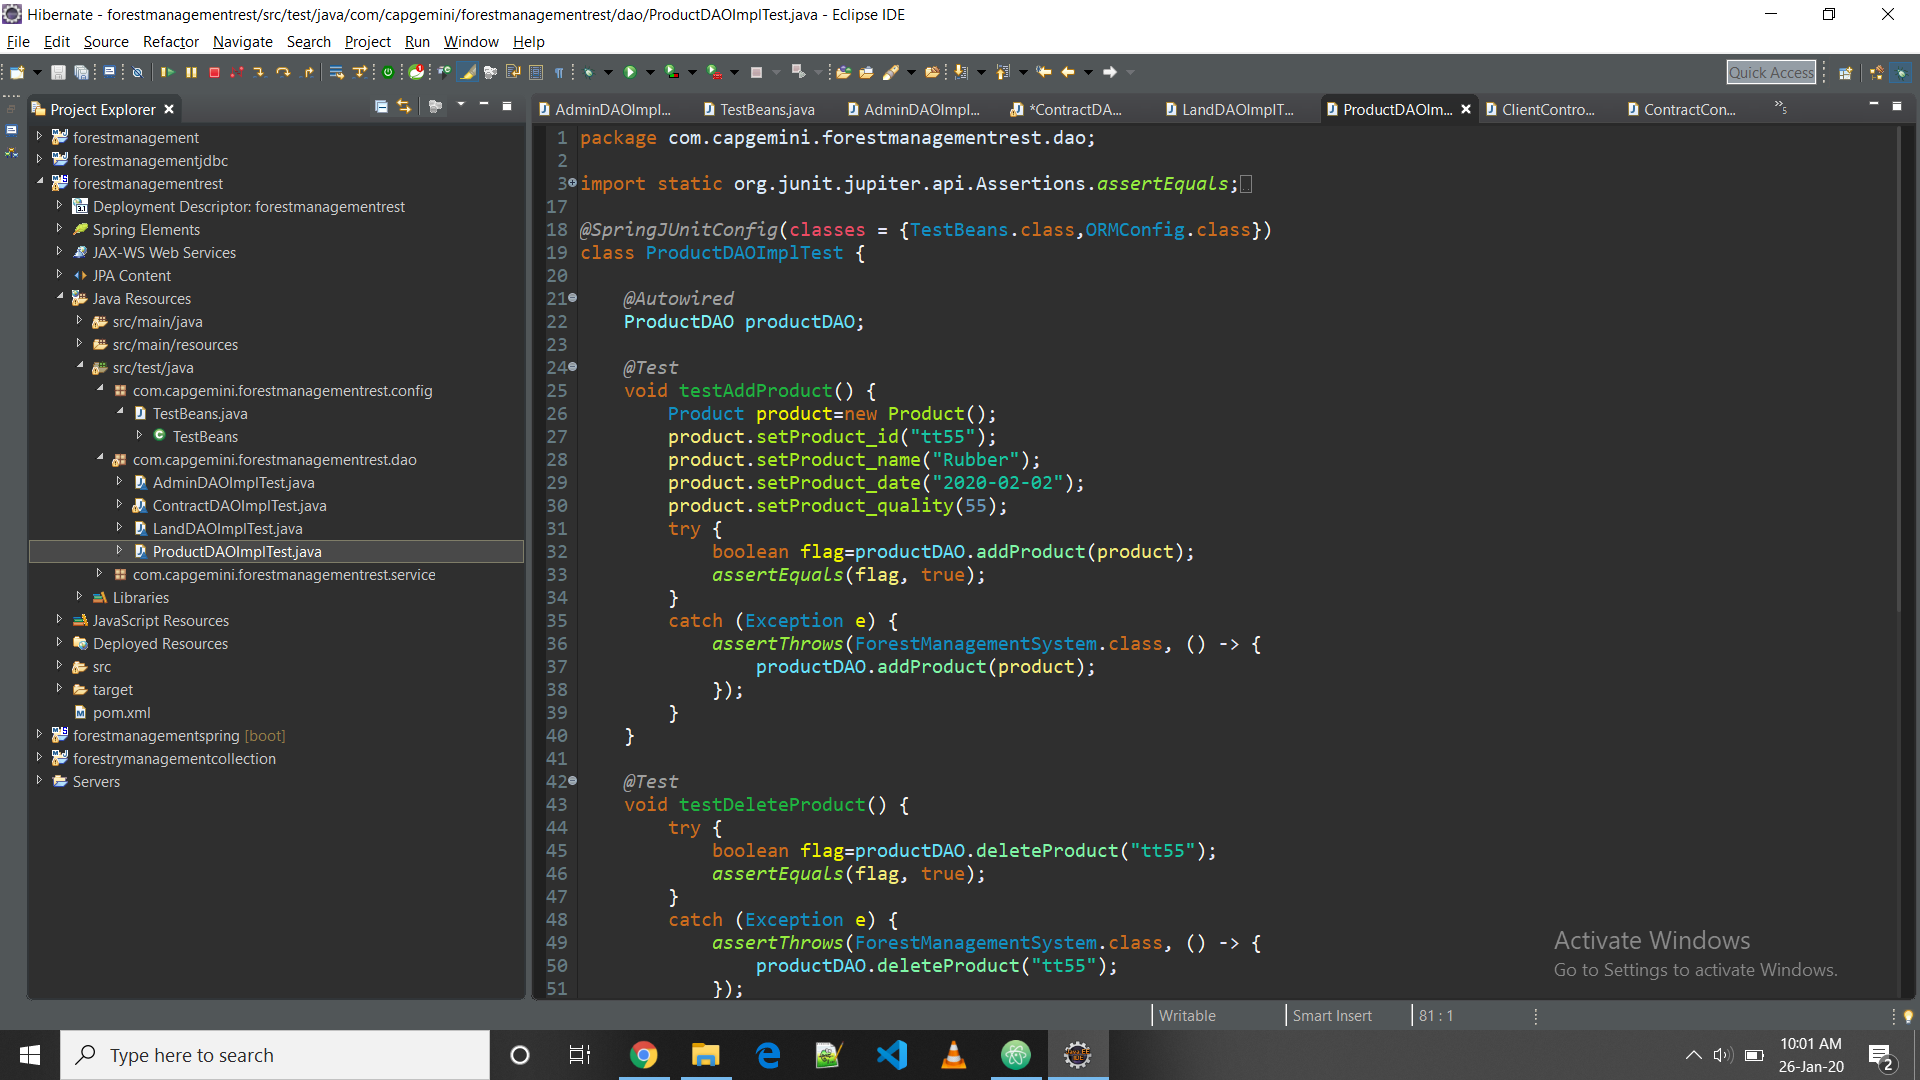 Hibernate - forestmanagementrest/src/test/java/com/capgemini/forestmanagementrest/dao/ProductDAOImplTest.java - Eclipse IDE
File Edit Source Refactor Navigate Search Project Run Window Help
Quick Access
Project Explorer
AdminDAOImpl... TestBeans.java AdminDAOImpl... *ContractDA... LandDAOImplT... ProductDAOIm... ClientContro... ContractCon... »5
forestmanagement
forestmanagementjdbc
forestmanagementrest
Deployment Descriptor: forestmanagementrest
Spring Elements
JAX-WS Web Services
JPA Content
Java Resources
src/main/java
src/main/resources
src/test/java
com.capgemini.forestmanagementrest.config
TestBeans.java
TestBeans
com.capgemini.forestmanagementrest.dao
AdminDAOImplTest.java
ContractDAOImplTest.java
LandDAOImplTest.java
ProductDAOImplTest.java
com.capgemini.forestmanagementrest.service
Libraries
JavaScript Resources
Deployed Resources
src
target
pom.xml
forestmanagementspring [boot]
forestrymanagementcollection
Servers
1 package com.capgemini.forestmanagementrest.dao;
2
3 import static org.junit.jupiter.api.Assertions.assertEquals;
17
18 @SpringJUnitConfig(classes = {TestBeans.class,ORMConfig.class})
19 class ProductDAOImplTest {
20
21 @Autowired
22 ProductDAO productDAO;
23
24 @Test
25 void testAddProduct() {
26 Product product=new Product();
27 product.setProduct_id("tt55");
28 product.setProduct_name("Rubber");
29 product.setProduct_date("2020-02-02");
30 product.setProduct_quality(55);
31 try {
32 boolean flag=productDAO.addProduct(product);
33 assertEquals(flag, true);
34 }
35 catch (Exception e) {
36 assertThrows(ForestManagementSystem.class, () -> {
37 productDAO.addProduct(product);
38 });
39 }
40 }
41
42 @Test
43 void testDeleteProduct() {
44 try {
45 boolean flag=productDAO.deleteProduct("tt55");
46 assertEquals(flag, true);
47 }
48 catch (Exception e) {
49 assertThrows(ForestManagementSystem.class, () -> {
50 productDAO.deleteProduct("tt55");
51 });
Activate Windows
Go to Settings to activate Windows.
Writable Smart Insert 81 : 1
Type here to search
10:01 AM
26-Jan-20
2